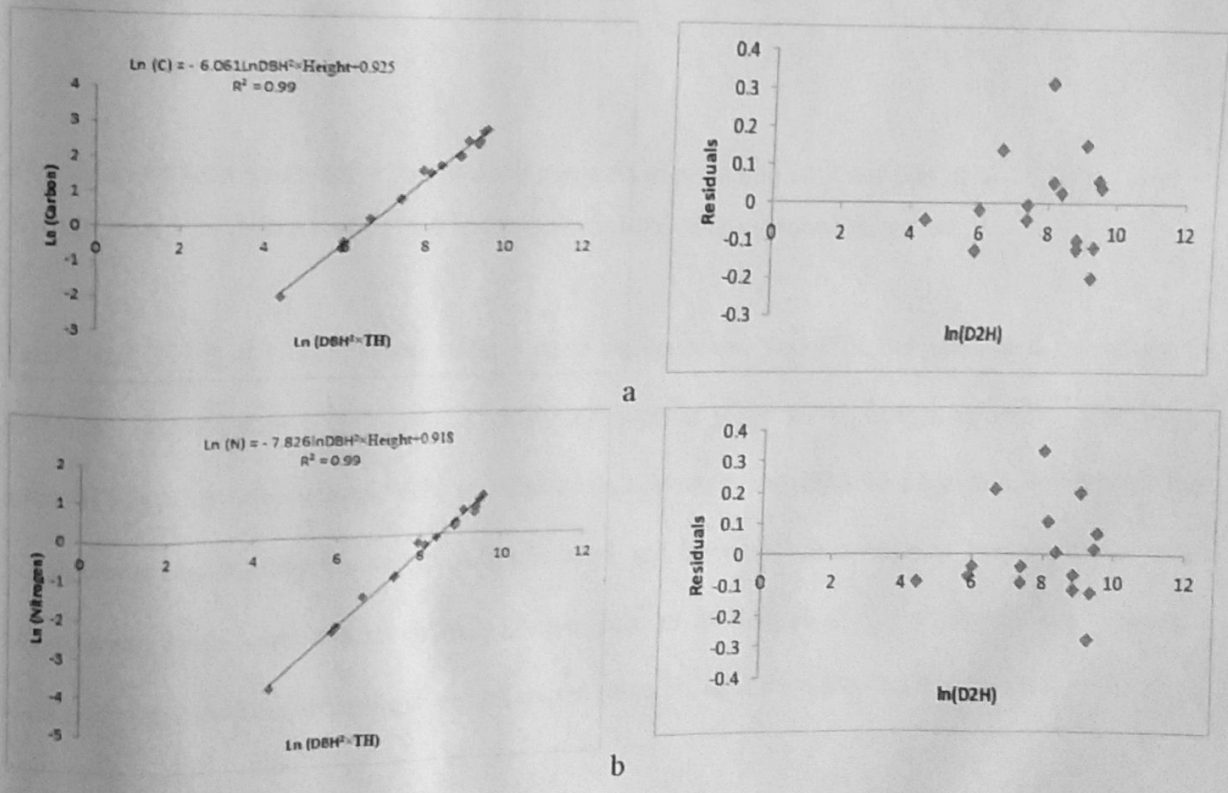 Ln (C) = - 6.061LnDBH²×Height+0.925
R² = 0.99
4
3
2
1
0
-1
-2
-3
0 2 4 6 8 10 12
Ln (Carbon)
Ln (DBH²×TH)
0.4
0.3
0.2
0.1
0
-0.1
-0.2
-0.3
0 2 4 6 8 10 12
Residuals
ln(D2H)
a
Ln (N) = - 7.826lnDBH²×Height+0.918
R² = 0.99
2
1
0
-1
-2
-3
-4
-5
0 2 4 6 8 10 12
Ln (Nitrogen)
Ln (DBH²×TH)
0.4
0.3
0.2
0.1
0
-0.1
-0.2
-0.3
-0.4
0 2 4 6 8 10 12
Residuals
ln(D2H)
b